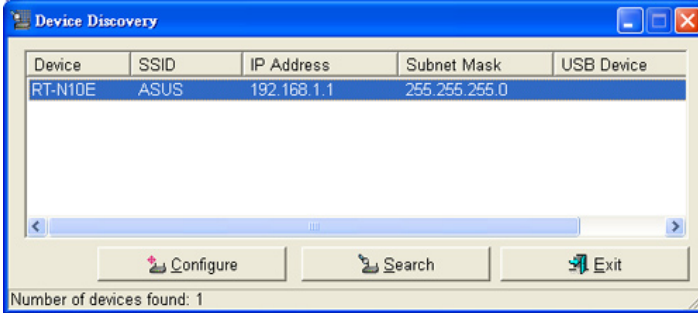 Device Discovery
Device SSID IP Address Subnet Mask USB Device
RT-N10E ASUS 192.168.1.1 255.255.255.0
Configure Search Exit
Number of devices found: 1